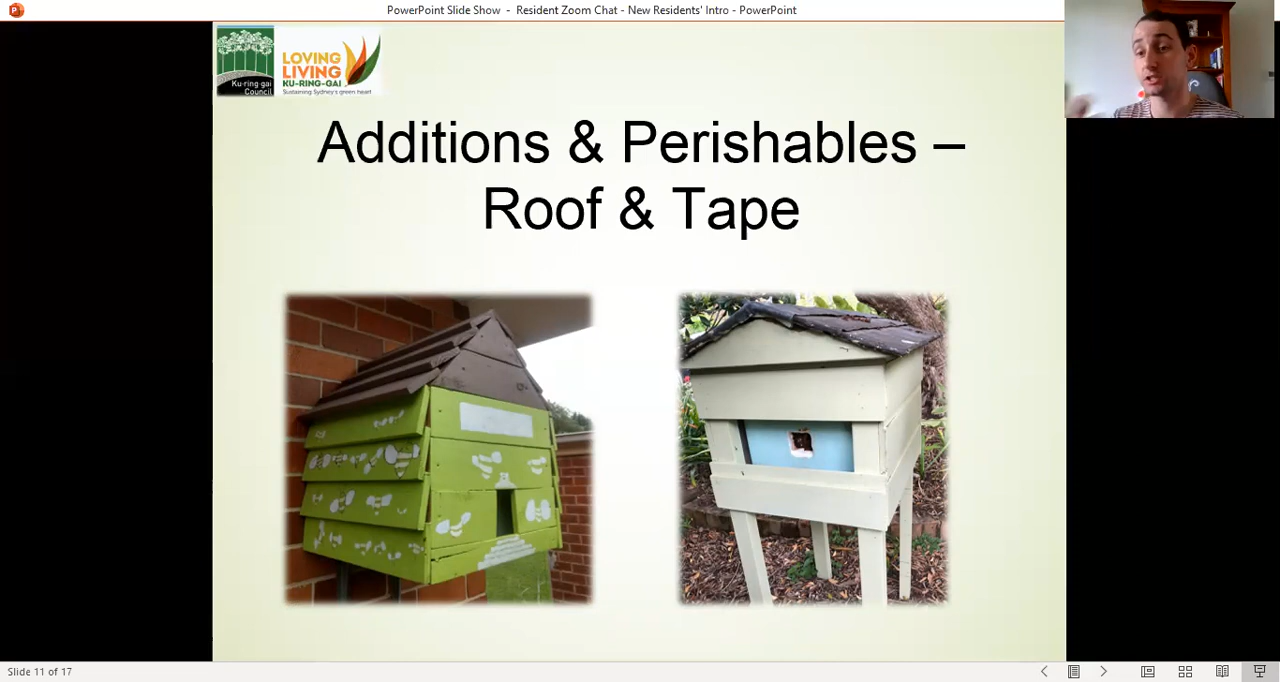 PowerPoint Slide Show - Resident Zoom Chat - New Residents' Intro - PowerPoint
Ku·ring gai
Council
LOVING
LIVING
KU·RING·GAI
Sustaining Sydney's green heart
Additions & Perishables –
Roof & Tape
Slide 11 of 17